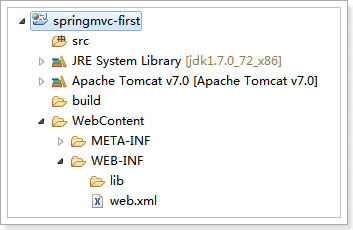 springmvc-first
src
JRE System Library [jdk1.7.0_72_x86]
Apache Tomcat v7.0 [Apache Tomcat v7.0]
build
WebContent
META-INF
WEB-INF
lib
web.xml